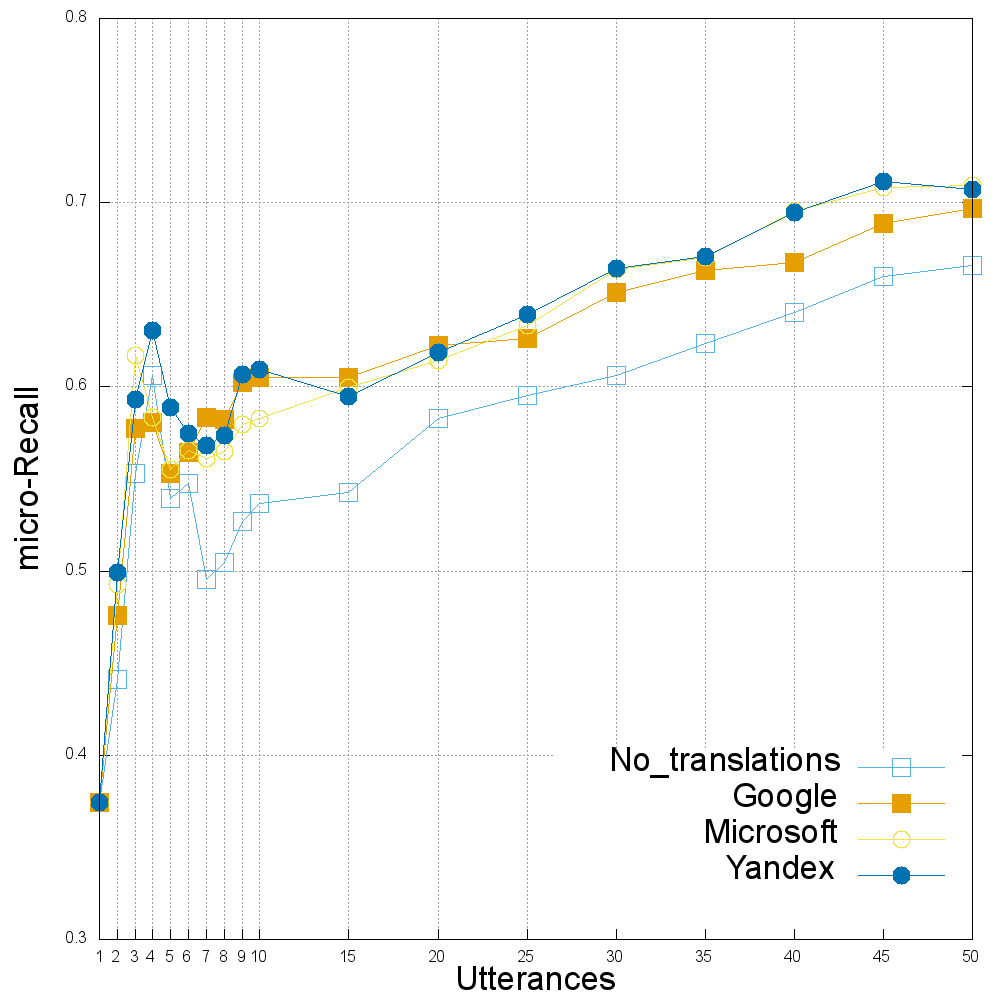 0.8
0.7
0.6
0.5
0.4
0.3
micro-Recall
No_translations
Google
Microsoft
Yandex
1 2 3 4 5 6 7 8 9 10 15 20 25 30 35 40 45 50
Utterances